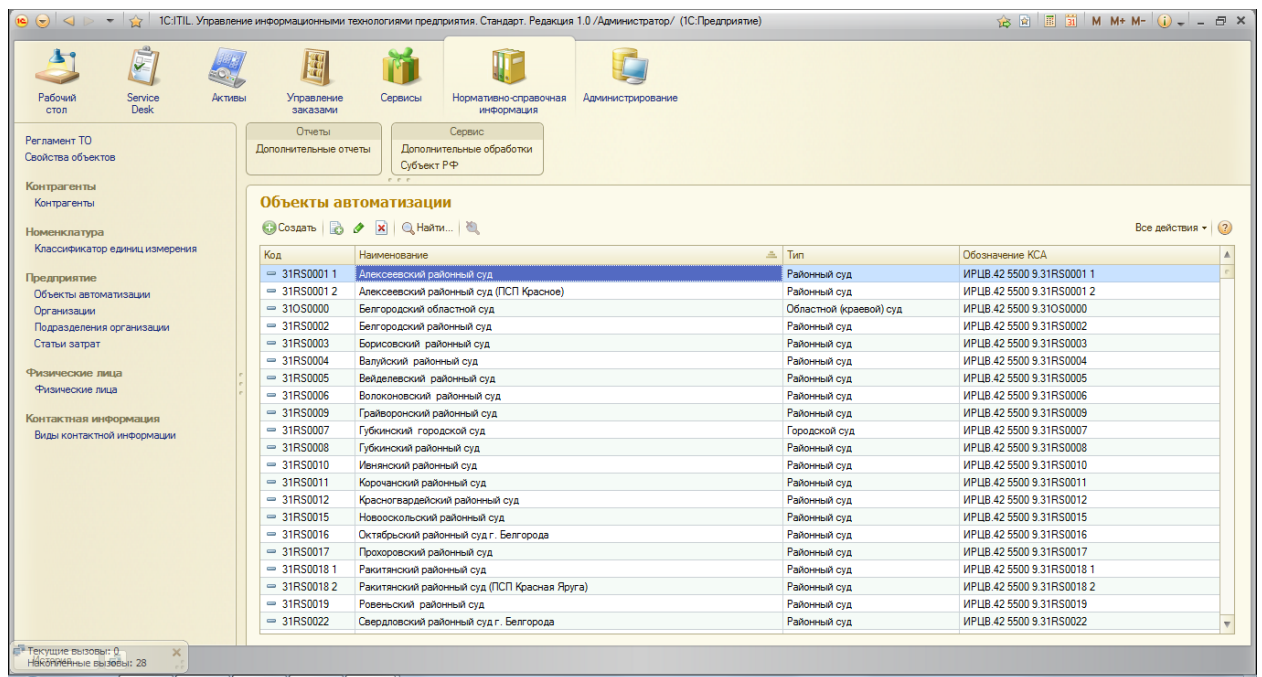 1С:ITIL. Управление информационными технологиями предприятия. Стандарт. Редакция 1.0 /Администратор/ (1С:Предприятие)
M M+ M-
Рабочий стол
Service Desk
Активы
Управление заказами
Сервисы
Нормативно-справочная информация
Администрирование
Регламент ТО
Свойства объектов
Контрагенты
Контрагенты
Номенклатура
Классификатор единиц измерения
Предприятие
Объекты автоматизации
Организации
Подразделения организации
Статьи затрат
Физические лица
Физические лица
Контактная информация
Виды контактной информации
Отчеты
Дополнительные отчеты
Сервис
Дополнительные обработки
Субъект РФ
Объекты автоматизации
Создать Найти... Все действия
Код Наименование Тип Обозначение КСА
31RS0001 1 Алексеевский районный суд Районный суд ИРЦВ.42 5500 9.31RS0001 1
31RS0001 2 Алексеевский районный суд (ПСП Красное) Районный суд ИРЦВ.42 5500 9.31RS0001 2
31OS0000 Белгородский областной суд Областной (краевой) суд ИРЦВ.42 5500 9.31OS0000
31RS0002 Белгородский районный суд Районный суд ИРЦВ.42 5500 9.31RS0002
31RS0003 Борисовский районный суд Районный суд ИРЦВ.42 5500 9.31RS0003
31RS0004 Валуйский районный суд Районный суд ИРЦВ.42 5500 9.31RS0004
31RS0005 Вейделевский районный суд Районный суд ИРЦВ.42 5500 9.31RS0005
31RS0006 Волоконовский районный суд Районный суд ИРЦВ.42 5500 9.31RS0006
31RS0009 Грайворонский районный суд Районный суд ИРЦВ.42 5500 9.31RS0009
31RS0007 Губкинский городской суд Городской суд ИРЦВ.42 5500 9.31RS0007
31RS0008 Губкинский районный суд Районный суд ИРЦВ.42 5500 9.31RS0008
31RS0010 Ивнянский районный суд Районный суд ИРЦВ.42 5500 9.31RS0010
31RS0011 Корочанский районный суд Районный суд ИРЦВ.42 5500 9.31RS0011
31RS0012 Красногвардейский районный суд Районный суд ИРЦВ.42 5500 9.31RS0012
31RS0015 Новооскольский районный суд Районный суд ИРЦВ.42 5500 9.31RS0015
31RS0016 Октябрьский районный суд г. Белгорода Районный суд ИРЦВ.42 5500 9.31RS0016
31RS0017 Прохоровский районный суд Районный суд ИРЦВ.42 5500 9.31RS0017
31RS0018 1 Ракитянский районный суд Районный суд ИРЦВ.42 5500 9.31RS0018 1
31RS0018 2 Ракитянский районный суд (ПСП Красная Яруга) Районный суд ИРЦВ.42 5500 9.31RS0018 2
31RS0019 Ровеньский районный суд Районный суд ИРЦВ.42 5500 9.31RS0019
31RS0022 Свердловский районный суд г. Белгорода Районный суд ИРЦВ.42 5500 9.31RS0022
Текущие вызовы: 0
Накопленные вызовы: 28